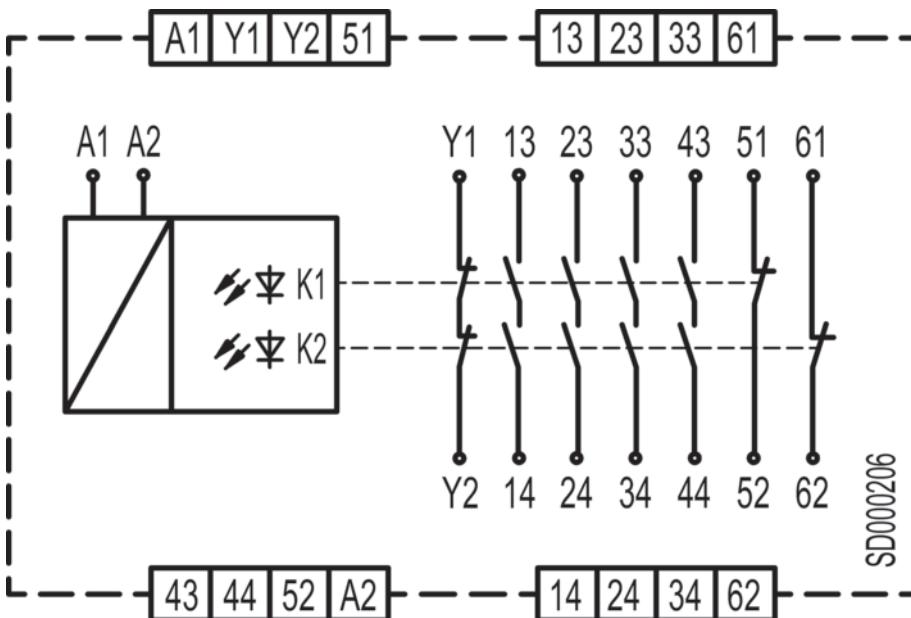 A1 Y1 Y2 51 13 23 33 61
A1 A2 Y1 13 23 33 43 51 61
K1
K2
Y2 14 24 34 44 52 62
SD000206
43 44 52 A2 14 24 34 62